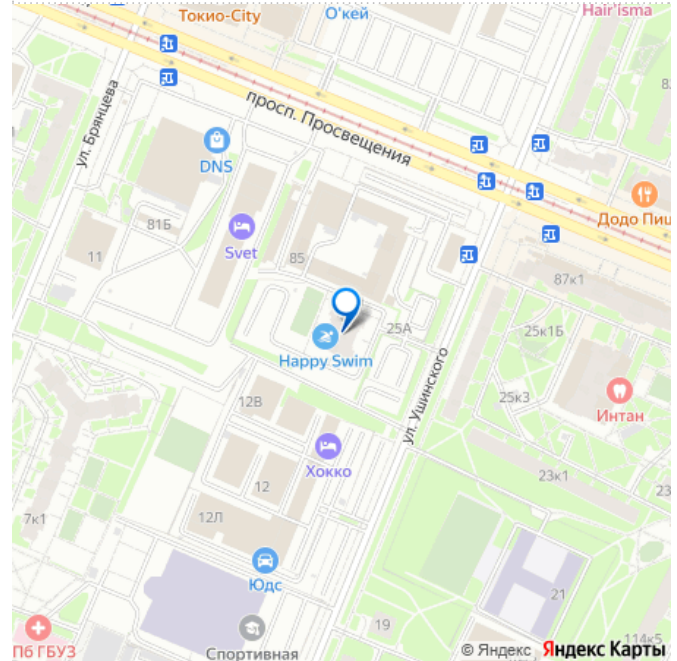 Токио-City
О'кей
Hair'isma
ул. Брянцева
просп. Просвещения
DNS
Додо Пиц
81Б
Svet
11
85
87к1
25А
25к1Б
Happy Swim
ул. Ушинского
25к3
Интан
12В
Хокко
23к1
23
12
7к1
12Л
Юдс
21
19
Пб ГБУЗ
Спортивная
114к5
© Яндекс Яндекс Карты